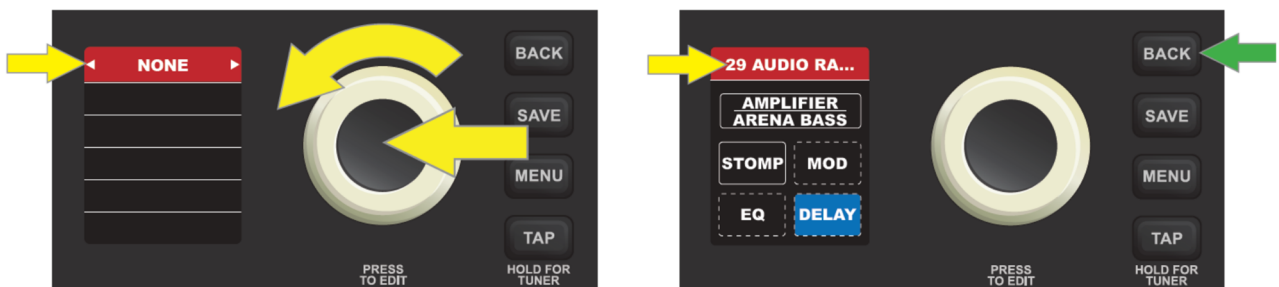 NONE
BACK
SAVE
MENU
TAP
PRESS
TO EDIT
HOLD FOR
TUNER
29 AUDIO RA...
AMPLIFIER
ARENA BASS
STOMP
MOD
EQ
DELAY
BACK
SAVE
MENU
TAP
PRESS
TO EDIT
HOLD FOR
TUNER